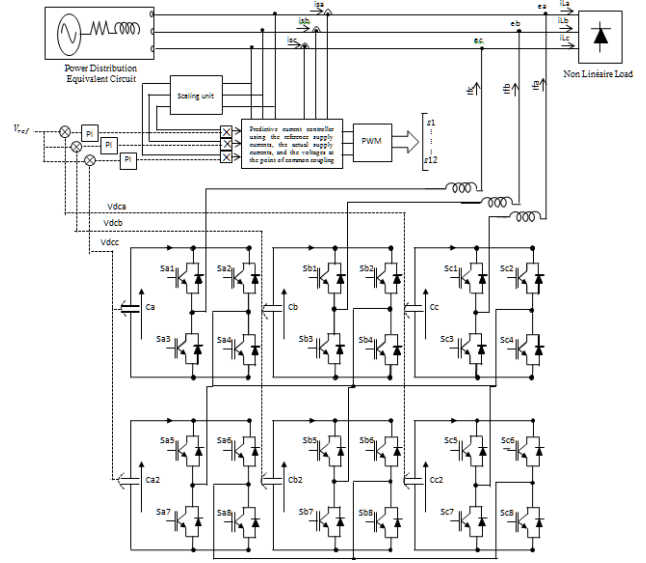 isa
ea
iLa
isb
eb
iLb
isc
ec
iLc
Power Distribution
Equivalent Circuit
Non Linéaire Load
Ifc
Ifb
Ifa
Scaling unit
Vref
PI
PI
PI
Predictive current controller
using the reference supply
currents, the actual supply
currents, and the voltages at
the point of common coupling.
PWM
s1
s12
Vdca
Vdcb
Vdcc
Sa1
Sa2
Sb1
Sb2
Sc1
Sc2
Ca
Cb
Cc
Sa3
Sa4
Sb3
Sb4
Sc3
Sc4
Sa5
Sa6
Sb5
Sb6
Sc5
Sc6
Ca2
Cb2
Cc2
Sa7
Sa8
Sb7
Sb8
Sc7
Sc8